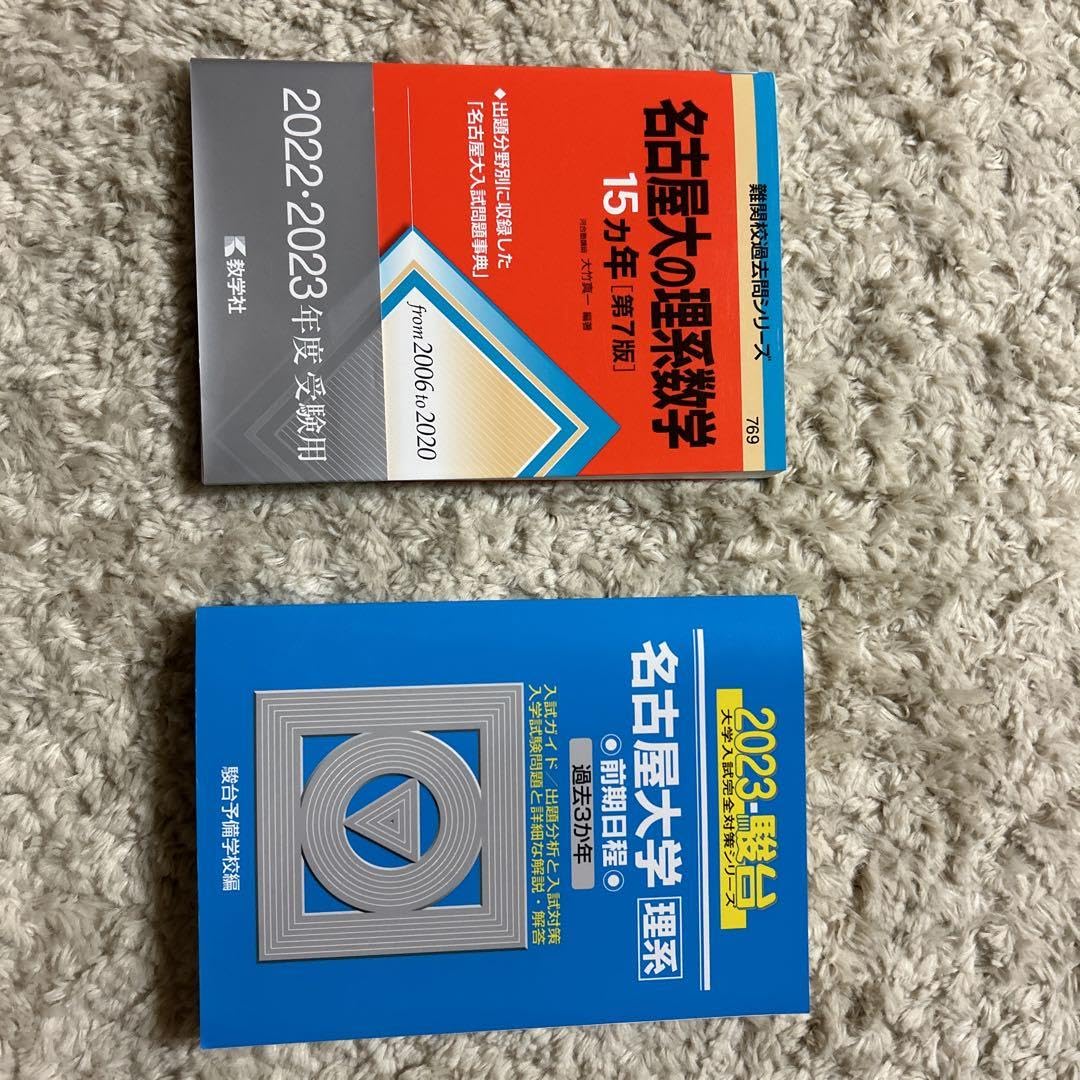 難関校過去問シリーズ
769
名古屋大の理系数学
15カ年[第7版]
河合塾講師 大竹真一 編著
◆出題分野別に収録した
「名古屋大入試問題事典」
from 2006 to 2020
2022・2023年度 受験用
教学社
2023-駿台
大学入試完全対策シリーズ
名古屋大学 理系
前期日程
過去3か年
入試ガイド/出題分析と入試対策
入学試験問題と詳細な解説・解答
駿台予備学校編